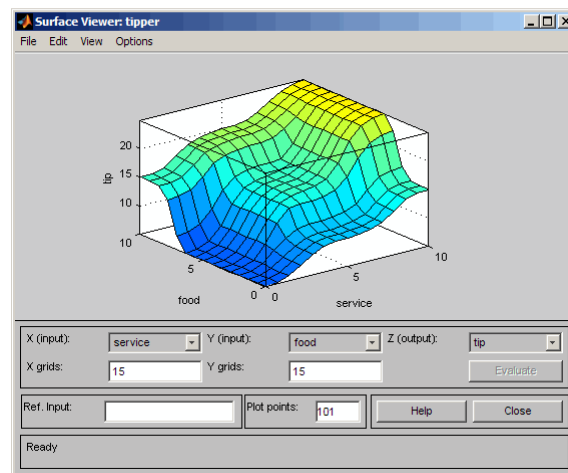 Surface Viewer: tipper
File Edit View Options
20
15
10
10
5
0
0
5
10
tip
food
service
X (input): service Y (input): food Z (output): tip
X grids: 15 Y grids: 15 Evaluate
Ref. Input: Plot points: 101 Help Close
Ready